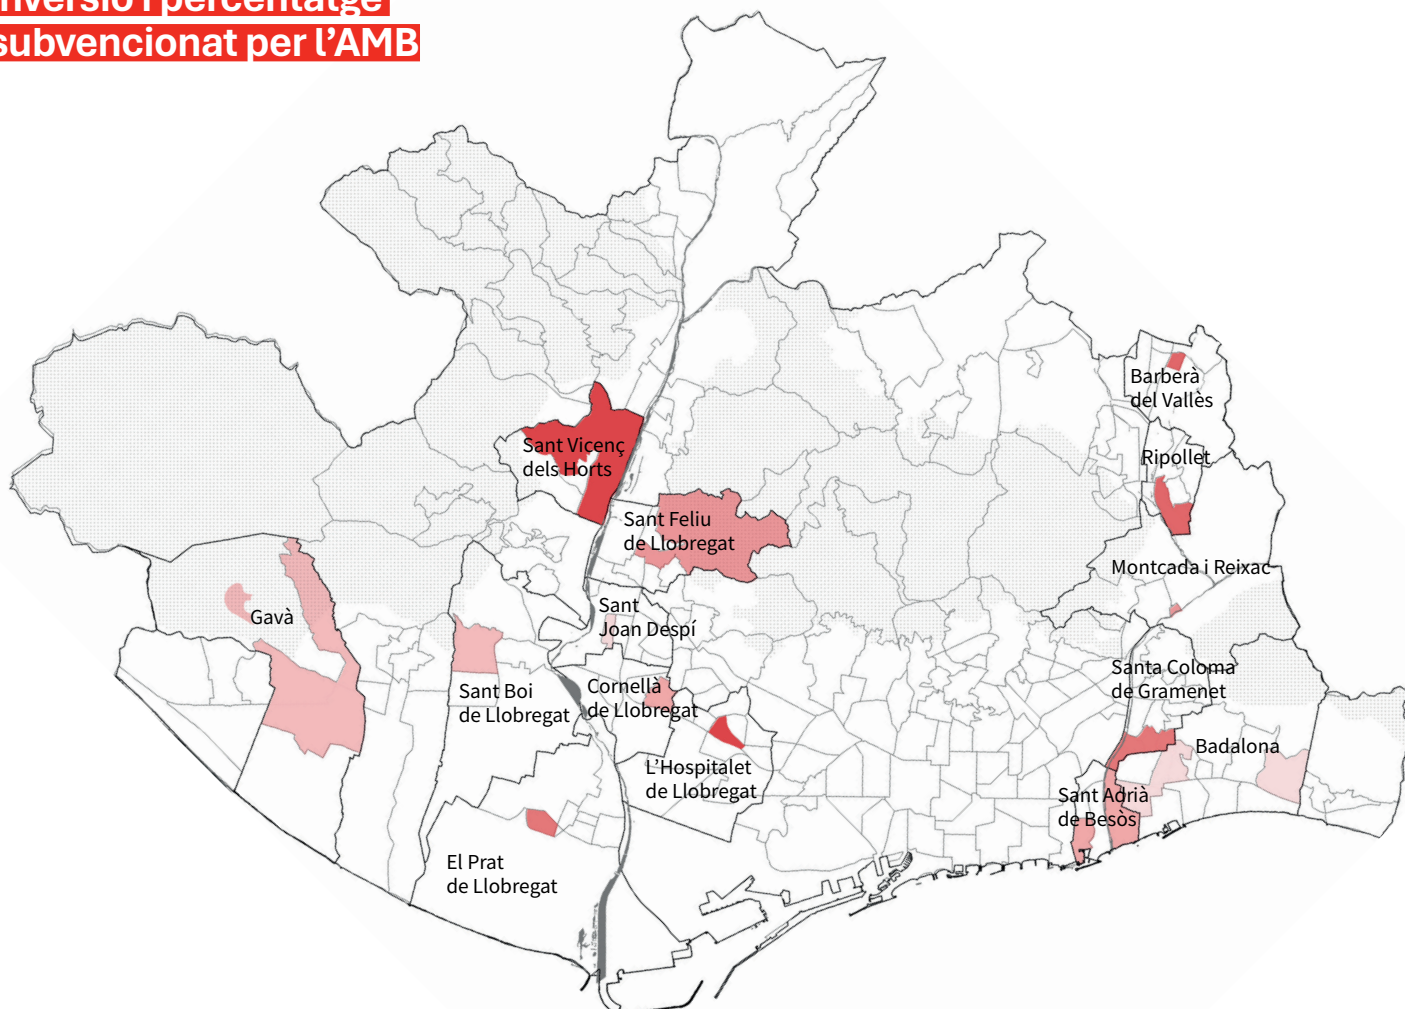 nversió i percentatge
subvencionat per l'AMB
Barberà
del Vallès
Ripollet
Sant Vicenç
dels Horts
Sant Feliu
de Llobregat
Montcada i Reixac
Gavà
Sant
Joan Despí
Santa Coloma
de Gramenet
Sant Boi
de Llobregat
Cornellà
de Llobregat
Badalona
L'Hospitalet
de Llobregat
Sant Adrià
de Besòs
El Prat
de Llobregat